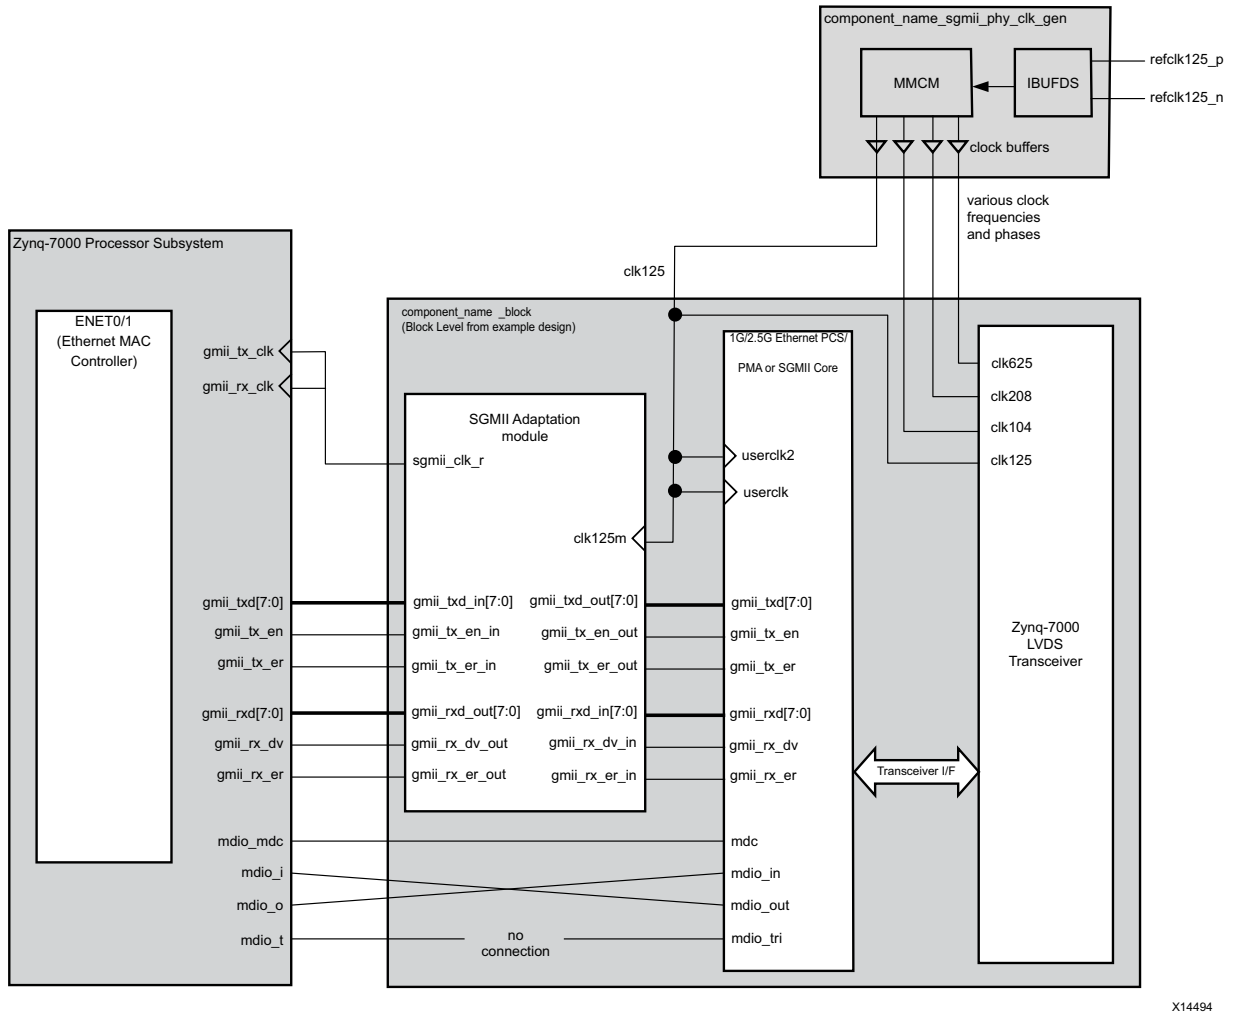 component_name_sgmii_phy_clk_gen
MMCM
IBUFDS
refclk125_p
refclk125_n
clock buffers
various clock
frequencies
and phases
clk125
Zynq-7000 Processor Subsystem
ENET0/1
(Ethernet MAC
Controller)
gmii_tx_clk
gmii_rx_clk
gmii_txd[7:0]
gmii_tx_en
gmii_tx_er
gmii_rxd[7:0]
gmii_rx_dv
gmii_rx_er
mdio_mdc
mdio_i
mdio_o
mdio_t
no
connection
component_name _block
(Block Level from example design)
SGMII Adaptation
module
sgmii_clk_r
clk125m
gmii_txd_in[7:0]
gmii_txd_out[7:0]
gmii_tx_en_in
gmii_tx_en_out
gmii_tx_er_in
gmii_tx_er_out
gmii_rxd_out[7:0]
gmii_rxd_in[7:0]
gmii_rx_dv_out
gmii_rx_dv_in
gmii_rx_er_out
gmii_rx_er_in
1G/2.5G Ethernet PCS/
PMA or SGMII Core
userclk2
userclk
gmii_txd[7:0]
gmii_tx_en
gmii_tx_er
gmii_rxd[7:0]
gmii_rx_dv
gmii_rx_er
mdc
mdio_in
mdio_out
mdio_tri
Transceiver I/F
clk625
clk208
clk104
clk125
Zynq-7000
LVDS
Transceiver
X14494